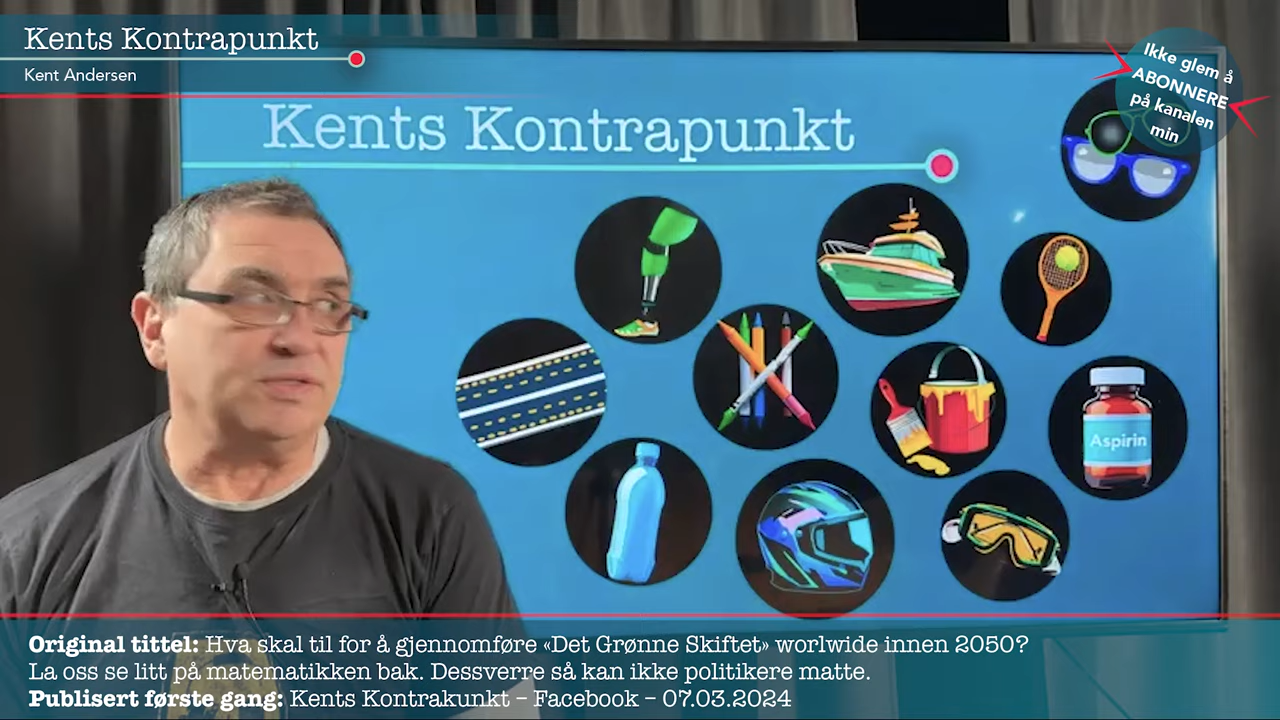 Kents Kontrapunkt
Kent Andersen
Ikke glem å
ABONNERE
på kanalen
min
Kents Kontrapunkt
Aspirin
Original tittel: Hva skal til for å gjennomføre «Det Grønne Skiftet» worlwide innen 2050?
La oss se litt på matematikken bak. Dessverre så kan ikke politikere matte.
Publisert første gang: Kents Kontrakunkt – Facebook – 07.03.2024